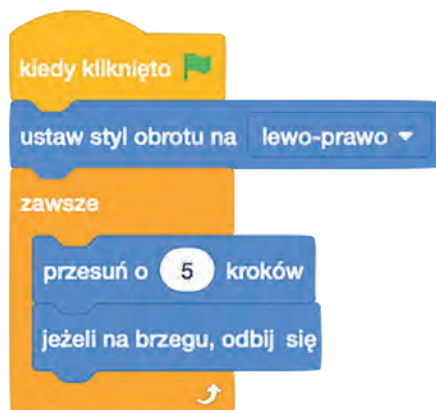 kiedy kliknięto
ustaw styl obrotu na lewo-prawo
zawsze
przesuń o 5 kroków
jeżeli na brzegu, odbij się